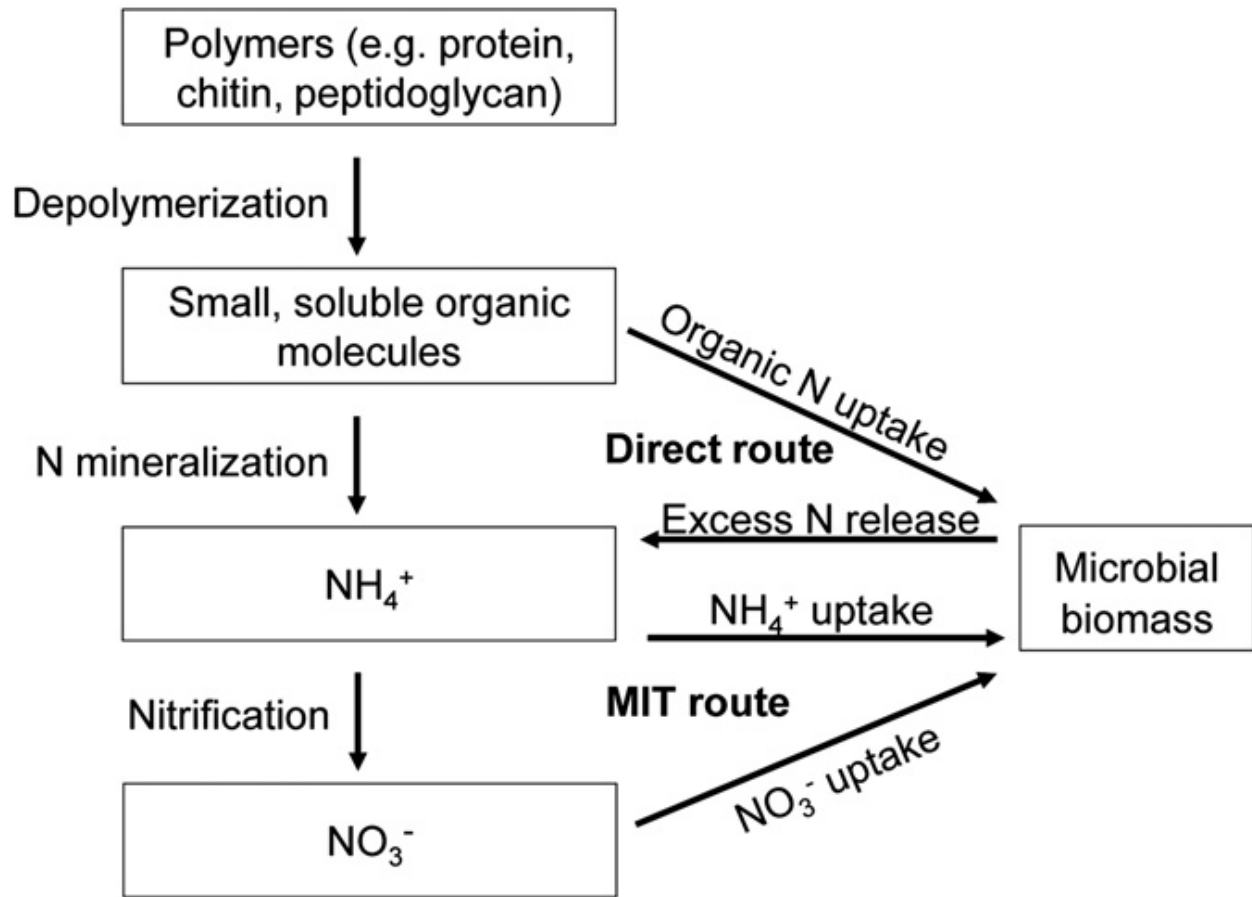 Polymers (e.g. protein,
chitin, peptidoglycan)
Depolymerization
Small, soluble organic
molecules
Organic N uptake
N mineralization
Direct route
Excess N release
NH₄⁺
Microbial
biomass
NH₄⁺ uptake
Nitrification
MIT route
NO₃⁻ uptake
NO₃⁻